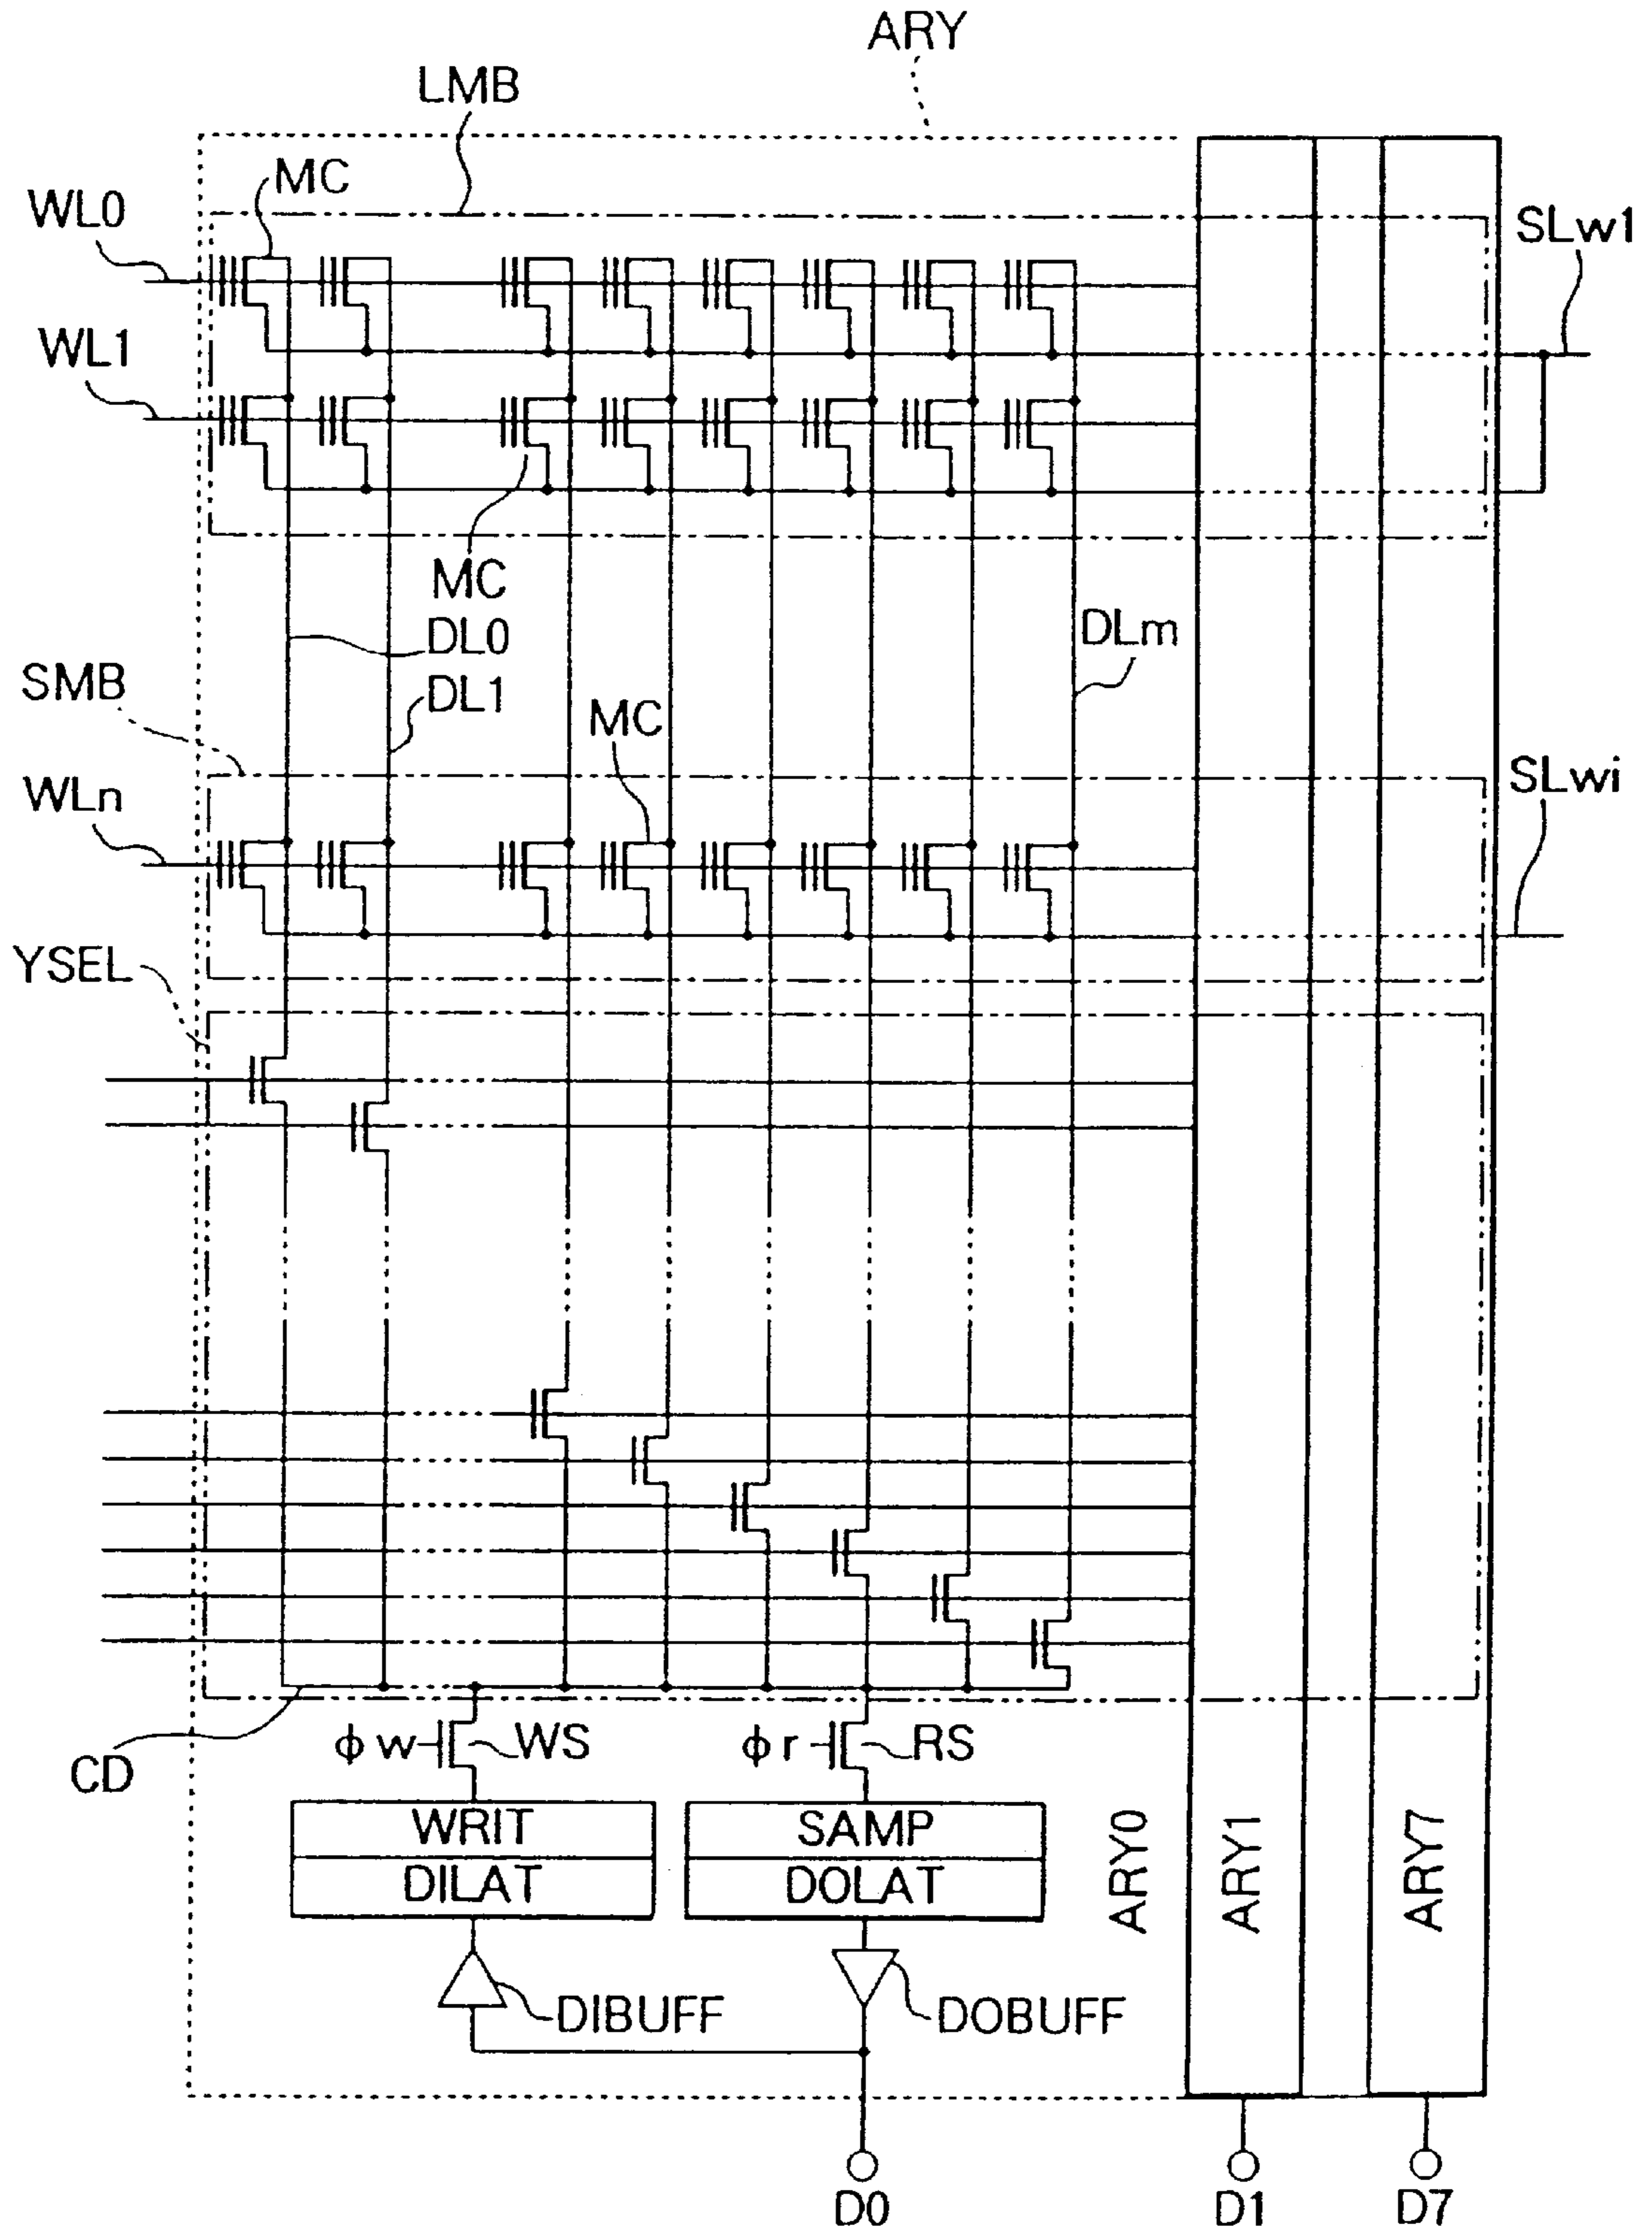 ARY
LMB
MC
WL0
SLw1
WL1
MC
DL0
DLm
SMB
DL1
MC
WLn
SLwi
YSEL
φw
WS
φr
RS
CD
WRIT
SAMP
DILAT
DOLAT
ARY0
ARY1
ARY7
DIBUFF
DOBUFF
D0
D1
D7